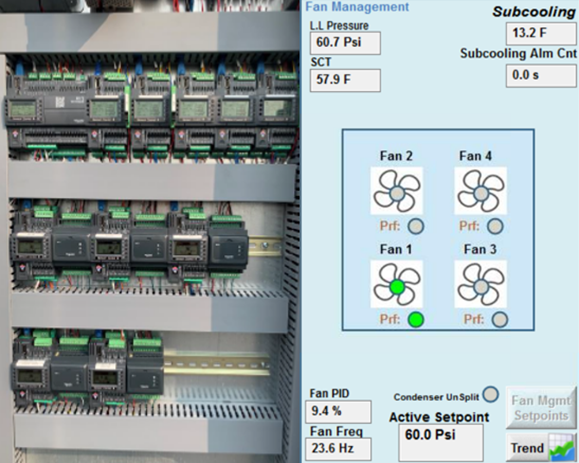 Fan Management
Subcooling
L.L Pressure
60.7 Psi
13.2 F
SCT
Subcooling Alm Cnt
57.9 F
0.0 s
Fan 2
Fan 4
Prf:
Prf:
Fan 1
Fan 3
Prf:
Prf:
Fan PID
9.4 %
Condenser UnSplit
Fan Mgmt
Setpoints
Active Setpoint
Fan Freq
60.0 Psi
23.6 Hz
Trend